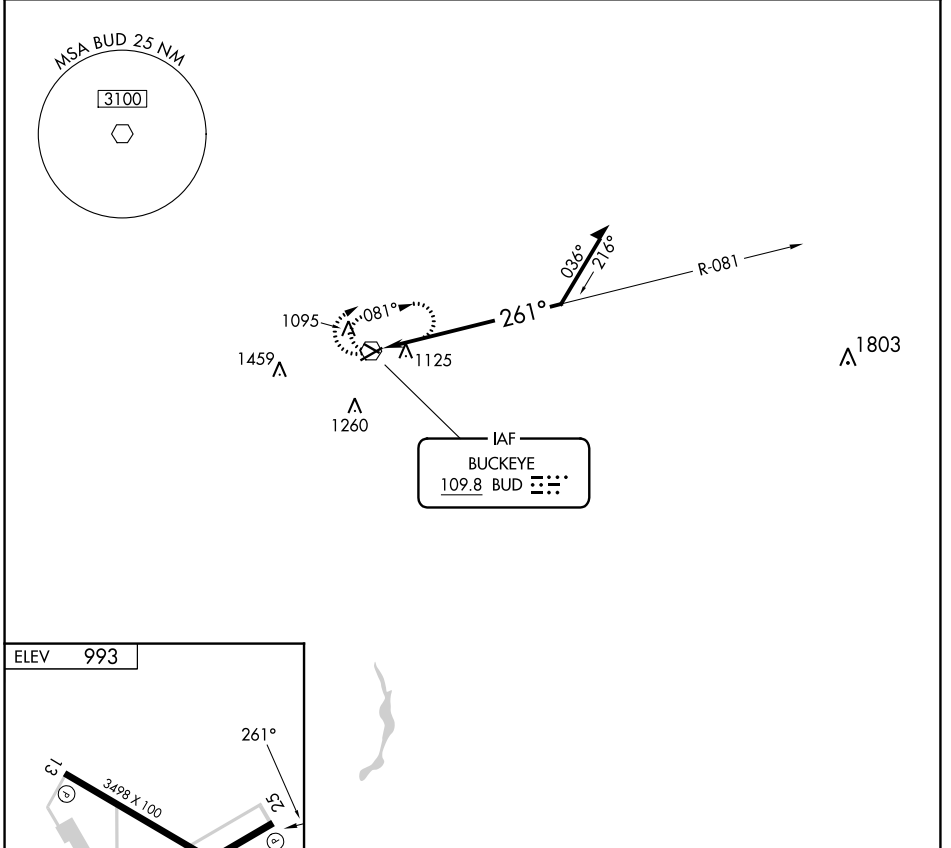 MSA BUD 25 NM
3100
036°
216°
R-081
261°
081°
1095
1125
1459
1260
1803
IAF
BUCKEYE
109.8 BUD
ELEV 993
261°
13
3498 X 100
25
P
P